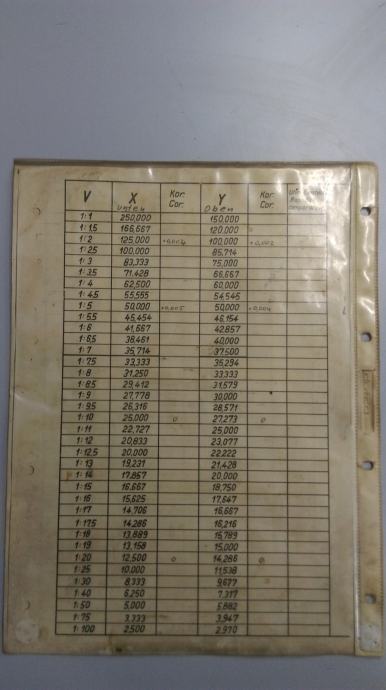 V X Kor. Y Kor.
Unten Cor. Oben Cor.
1:1 250,000 150,000
1:1,5 166,667 120,000
1:2 125,000 +0,004 100,000 +0,002
1:2,5 100,000 85,714
1:3 83,333 75,000
1:3,5 71,428 66,667
1:4 62,500 60,000
1:4,5 55,555 54,545
1:5 50,000 +0,005 50,000 +0,004
1:5,5 45,454 46,154
1:6 41,667 42,857
1:6,5 38,461 40,000
1:7 35,714 37,500
1:7,5 33,333 35,294
1:8 31,250 33,333
1:8,5 29,412 31,579
1:9 27,778 30,000
1:9,5 26,316 28,571
1:10 25,000 0 27,273 0
1:11 22,727 25,000
1:12 20,833 23,077
1:12,5 20,000 22,222
1:13 19,231 21,428
1:14 17,857 20,000
1:15 16,667 18,750
1:16 15,625 17,647
1:17 14,706 16,667
1:17,5 14,286 16,216
1:18 13,889 15,789
1:19 13,158 15,000
1:20 12,500 0 14,286 0
1:25 10,000 11,538
1:30 8,333 9,677
1:40 6,250 7,317
1:50 5,000 5,882
1:75 3,333 3,947
1:100 2,500 2,970